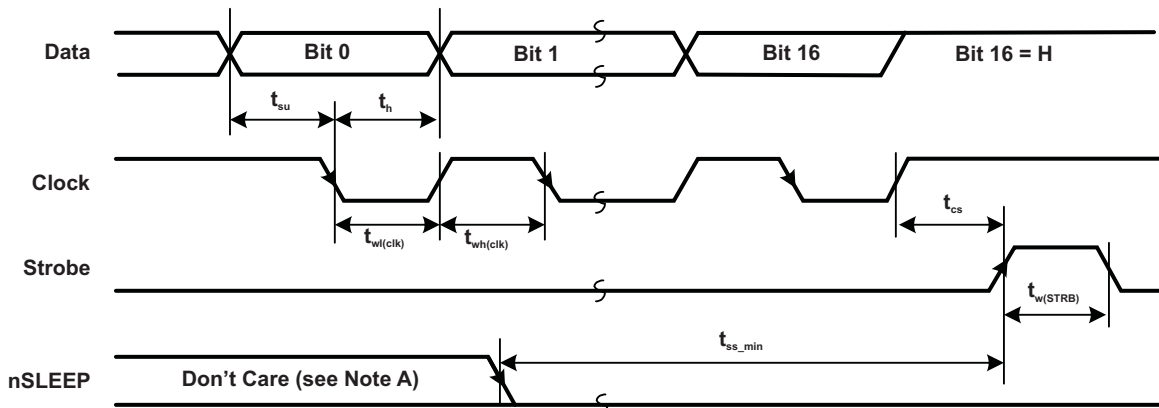 Data
Bit 0
Bit 1
Bit 16
Bit 16 = H
tsu
th
Clock
tcs
twl(clk)
twh(clk)
Strobe
tw(STRB)
tss_min
nSLEEP
Don't Care (see Note A)